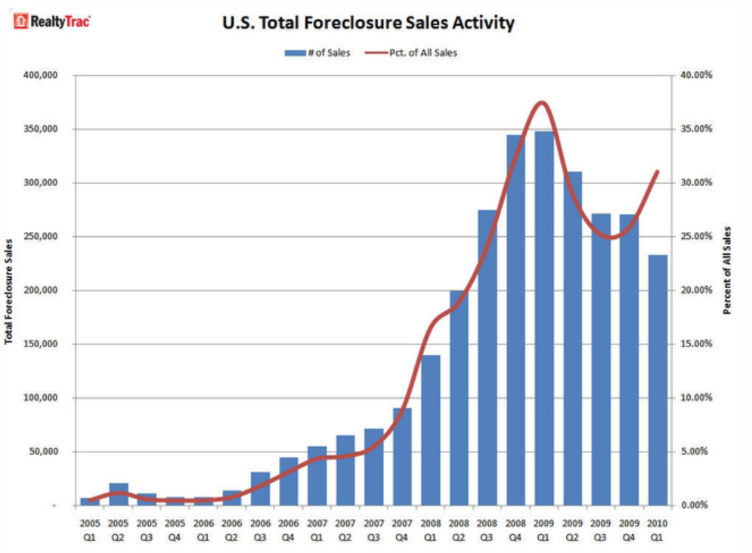 RealtyTrac
U.S. Total Foreclosure Sales Activity
# of Sales Pct. of All Sales
400,000 40.00%
350,000 35.00%
300,000 30.00%
250,000 25.00%
200,000 20.00%
150,000 15.00%
100,000 10.00%
50,000 5.00%
- 0.00%
Total Foreclosure Sales
Percent of All Sales
2005 2005 2005 2005 2006 2006 2006 2006 2007 2007 2007 2007 2008 2008 2008 2008 2009 2009 2009 2009 2010
Q1 Q2 Q3 Q4 Q1 Q2 Q3 Q4 Q1 Q2 Q3 Q4 Q1 Q2 Q3 Q4 Q1 Q2 Q3 Q4 Q1